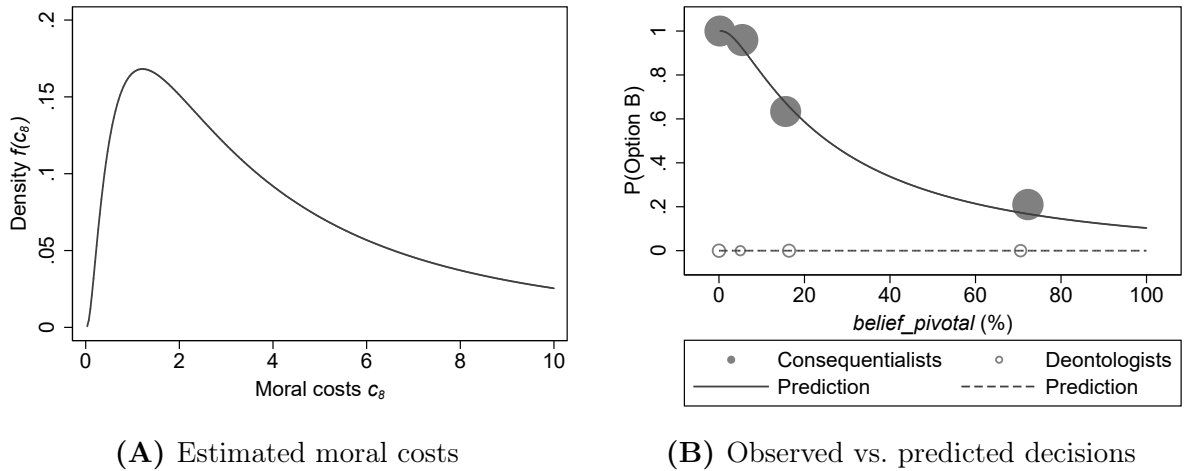 0 .05 .1 .15 .2
Density f(c₈)
0 2 4 6 8 10
Moral costs c₈
(A) Estimated moral costs
0 .2 .4 .6 .8 1
P(Option B)
0 20 40 60 80 100
belief_pivotal (%)
Consequentialists Deontologists
Prediction Prediction
(B) Observed vs. predicted decisions